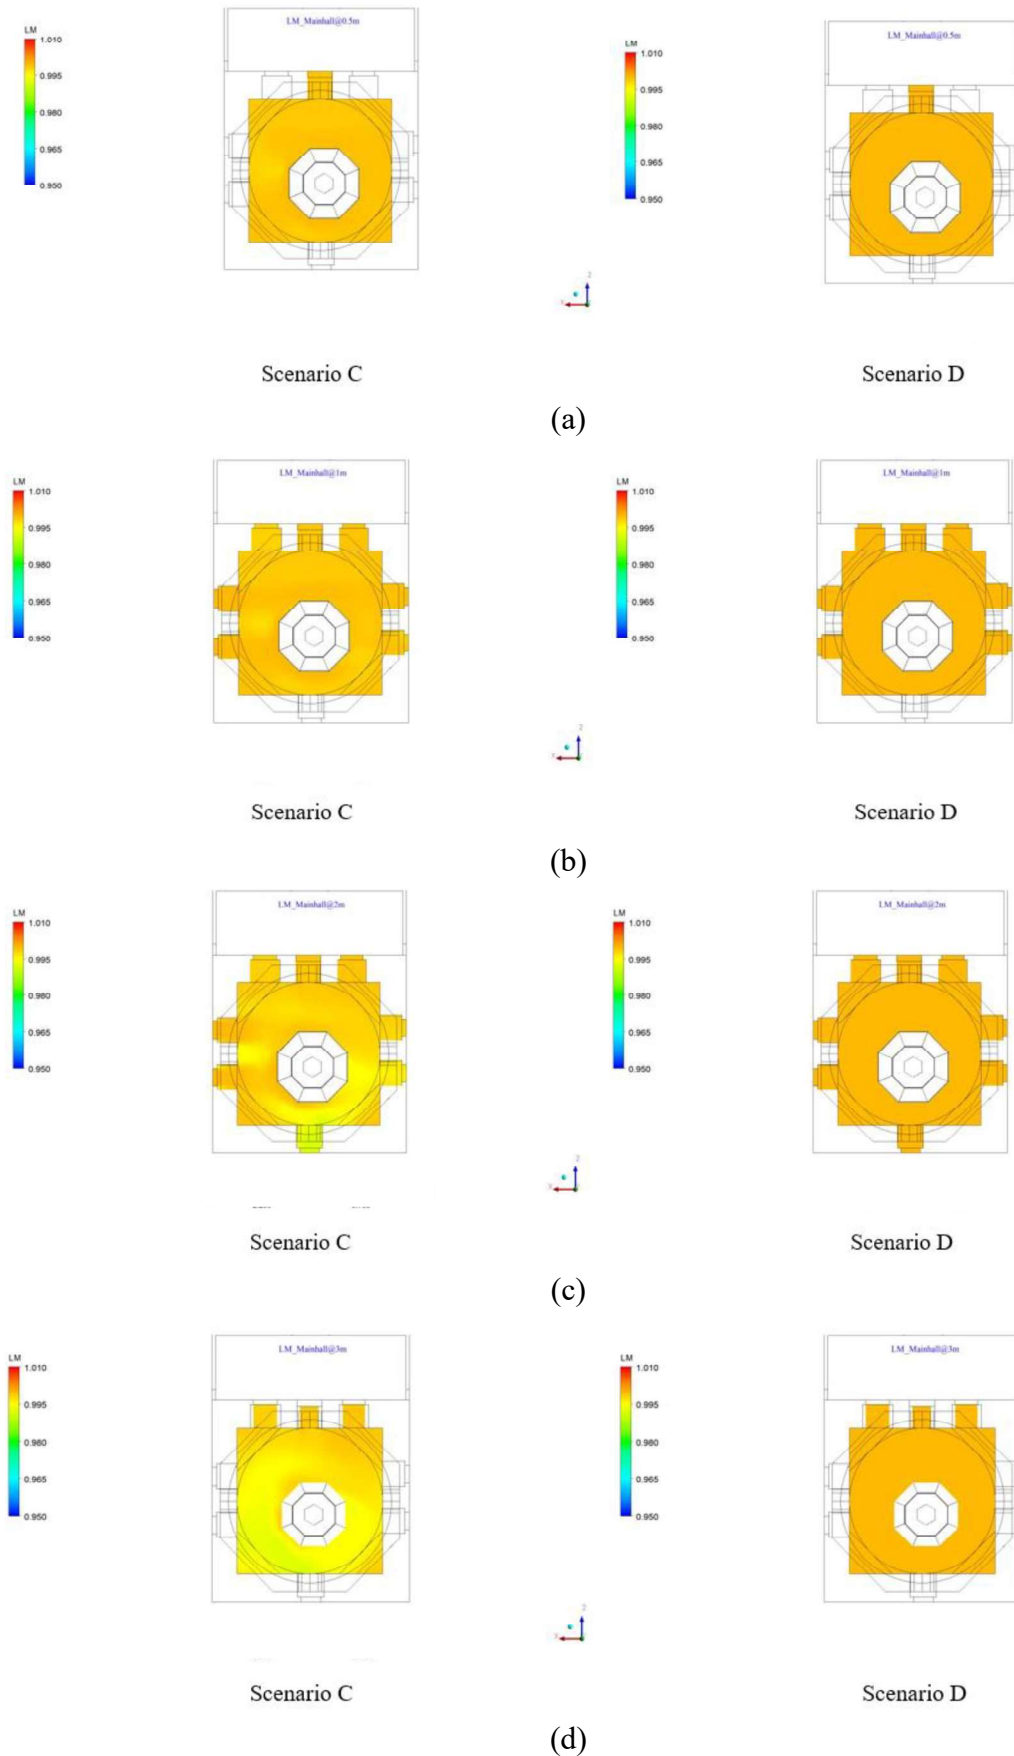 LM_Mainhall@0.5m
LM
1.010
0.995
0.980
0.965
0.950
LM_Mainhall@0.5m
LM
1.010
0.995
0.980
0.965
0.950
Z
X
Scenario C
Scenario D
(a)
LM_Mainhall@1m
LM
1.010
0.995
0.980
0.965
0.950
LM_Mainhall@1m
LM
1.010
0.995
0.980
0.965
0.950
Z
X
Scenario C
Scenario D
(b)
LM_Mainhall@2m
LM
1.010
0.995
0.980
0.965
0.950
LM_Mainhall@2m
LM
1.010
0.995
0.980
0.965
0.950
Z
X
Scenario C
Scenario D
(c)
LM_Mainhall@3m
LM
1.010
0.995
0.980
0.965
0.950
LM_Mainhall@3m
LM
1.010
0.995
0.980
0.965
0.950
Z
X
Scenario C
Scenario D
(d)